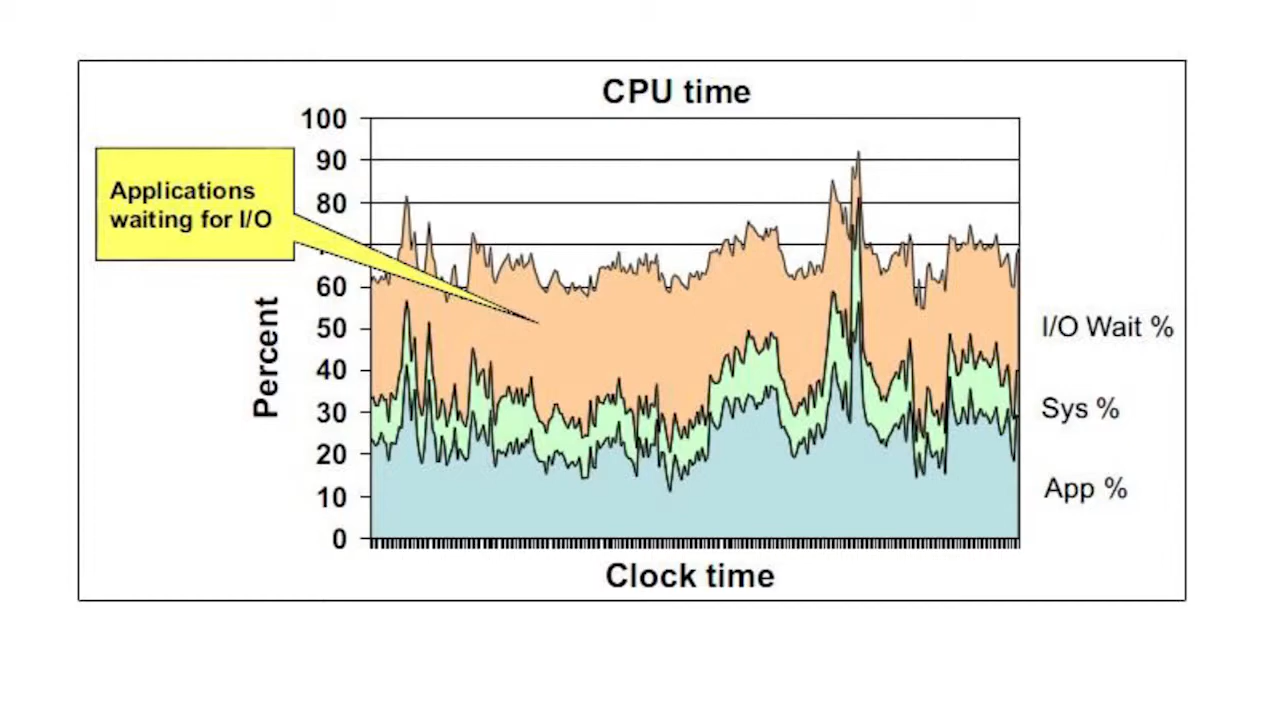 CPU time
100
90
80
60
50
40
30
20
10
0
Percent
Applications
waiting for I/O
I/O Wait %
Sys %
App %
Clock time